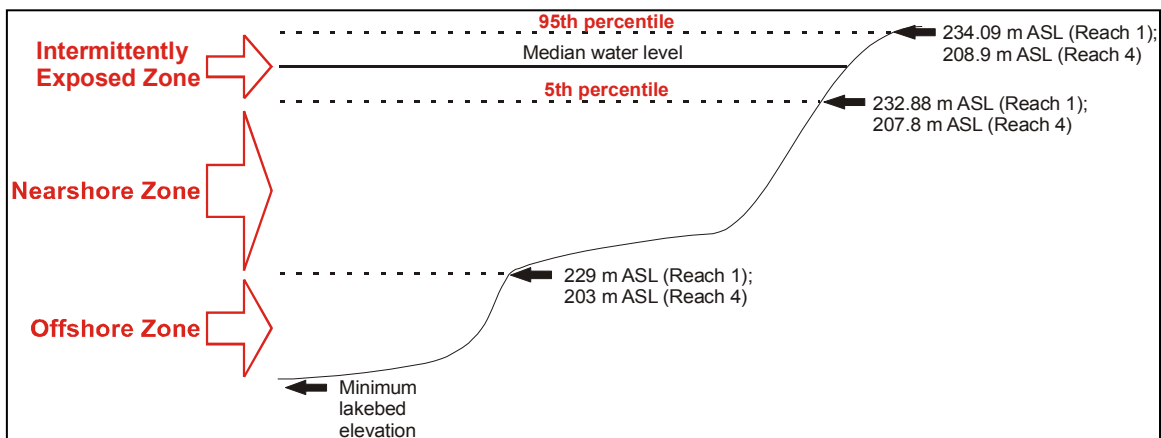 95th percentile
234.09 m ASL (Reach 1);
208.9 m ASL (Reach 4)
Intermittently
Exposed Zone
Median water level
5th percentile
232.88 m ASL (Reach 1);
207.8 m ASL (Reach 4)
Nearshore Zone
229 m ASL (Reach 1);
203 m ASL (Reach 4)
Offshore Zone
Minimum
lakebed
elevation